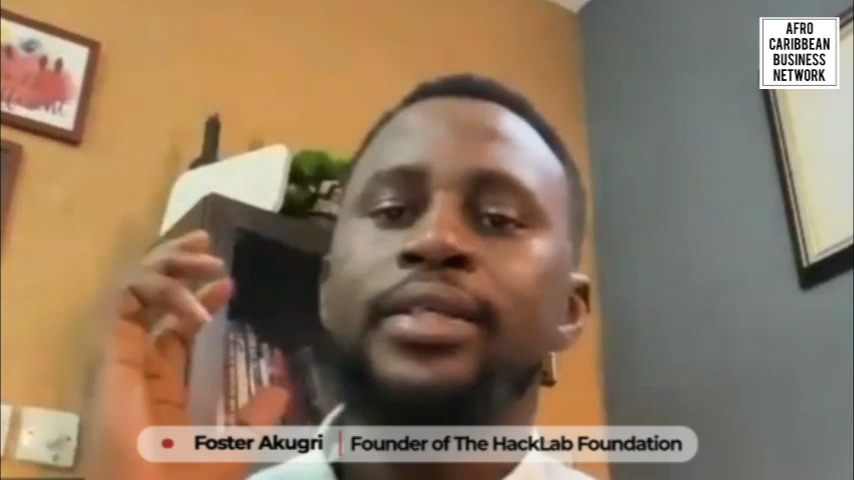 AFRO
CARIBBEAN
BUSINESS
NETWORK
Foster Akugri | Founder of The HackLab Foundation